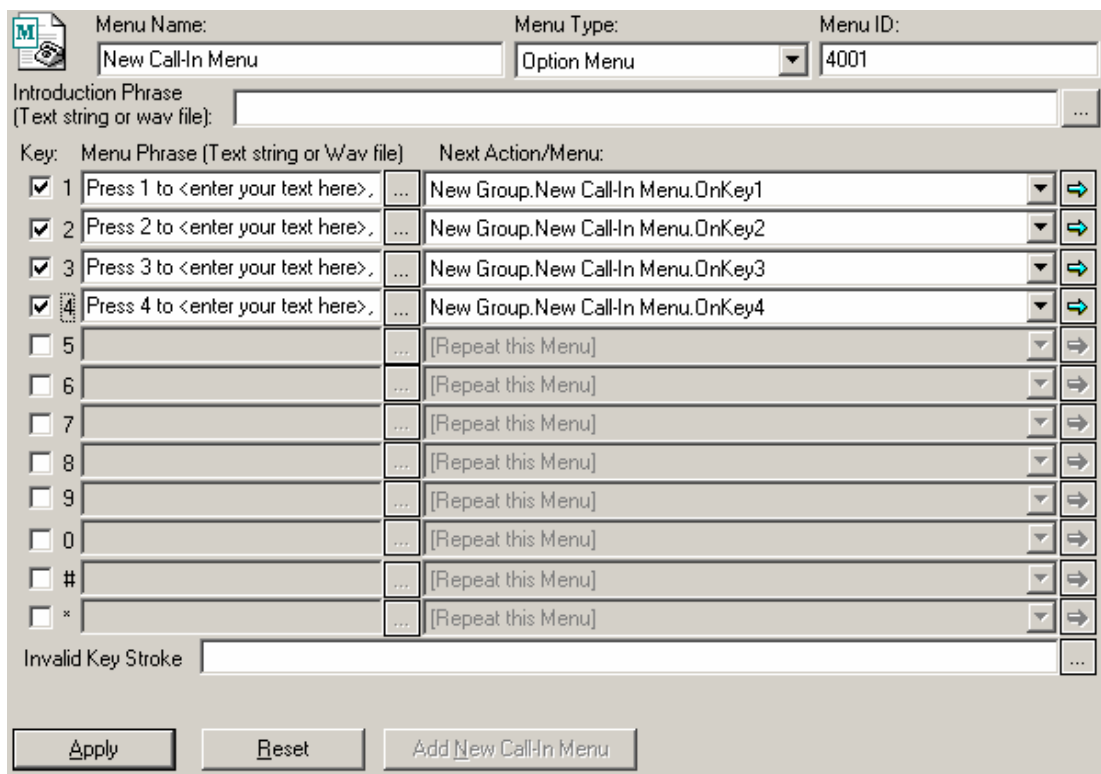 Menu Name: Menu Type: Menu ID:
M New Call-In Menu Option Menu 4001
Introduction Phrase
(Text string or wav file): ...
Key: Menu Phrase (Text string or Wav file) Next Action/Menu:
1 Press 1 to <enter your text here>, ... New Group.New Call-In Menu.OnKey1
2 Press 2 to <enter your text here>, ... New Group.New Call-In Menu.OnKey2
3 Press 3 to <enter your text here>, ... New Group.New Call-In Menu.OnKey3
4 Press 4 to <enter your text here>, ... New Group.New Call-In Menu.OnKey4
5 ... [Repeat this Menu]
6 ... [Repeat this Menu]
7 ... [Repeat this Menu]
8 ... [Repeat this Menu]
9 ... [Repeat this Menu]
0 ... [Repeat this Menu]
# ... [Repeat this Menu]
* ... [Repeat this Menu]
Invalid Key Stroke ...
Apply Reset Add New Call-In Menu